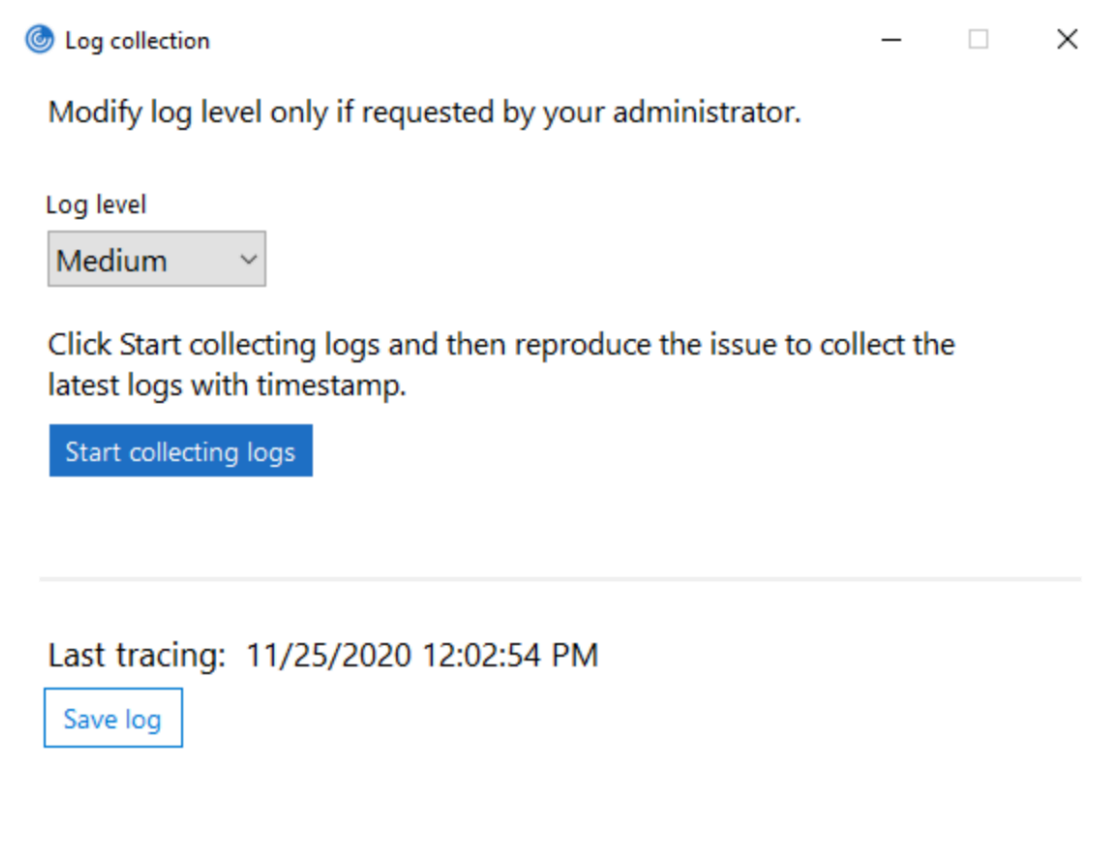 Log collection
Modify log level only if requested by your administrator.
Log level
Medium
Click Start collecting logs and then reproduce the issue to collect the
latest logs with timestamp.
Start collecting logs
Last tracing: 11/25/2020 12:02:54 PM
Save log